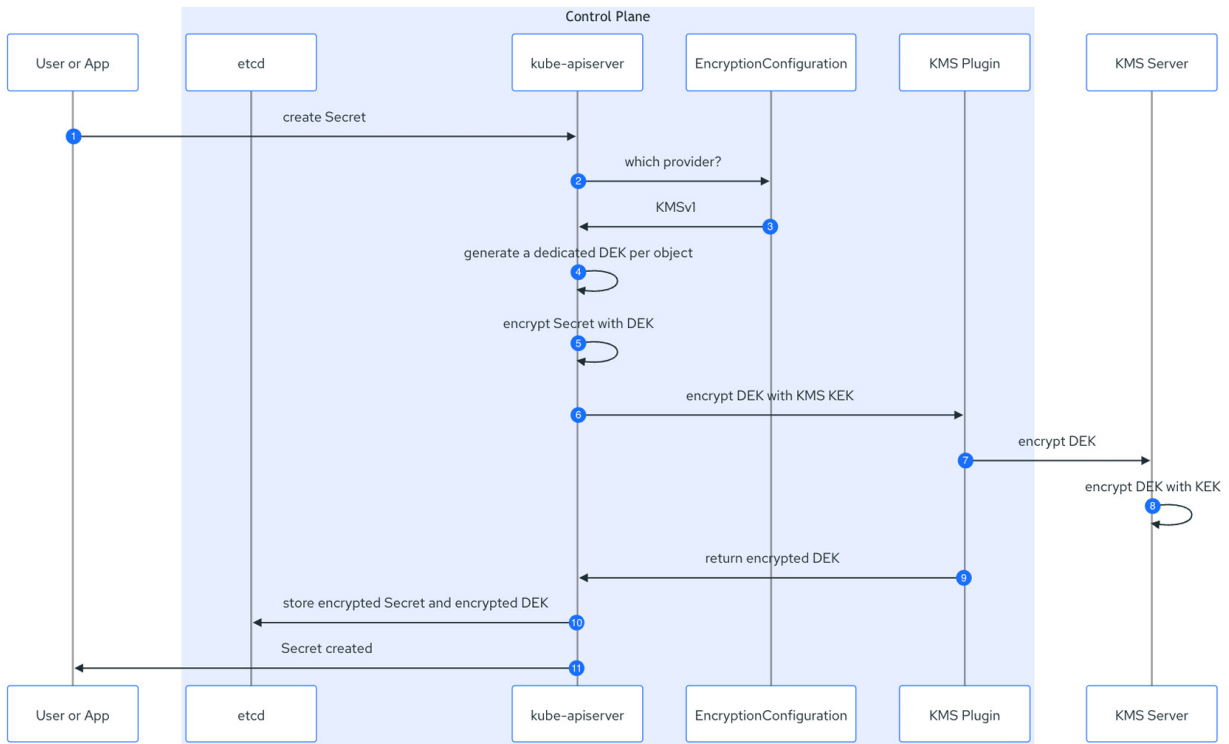 Control Plane
User or App
etcd
kube-apiserver
EncryptionConfiguration
KMS Plugin
KMS Server
create Secret
1
which provider?
2
KMSv1
3
generate a dedicated DEK per object
4
encrypt Secret with DEK
5
encrypt DEK with KMS KEK
6
encrypt DEK
7
encrypt DEK with KEK
8
return encrypted DEK
9
store encrypted Secret and encrypted DEK
10
Secret created
11
User or App
etcd
kube-apiserver
EncryptionConfiguration
KMS Plugin
KMS Server